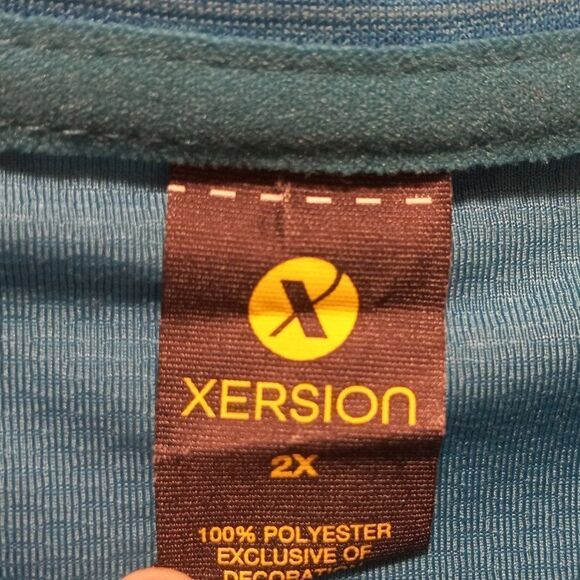 X
XERSION
2X
100% POLYESTER
EXCLUSIVE OF